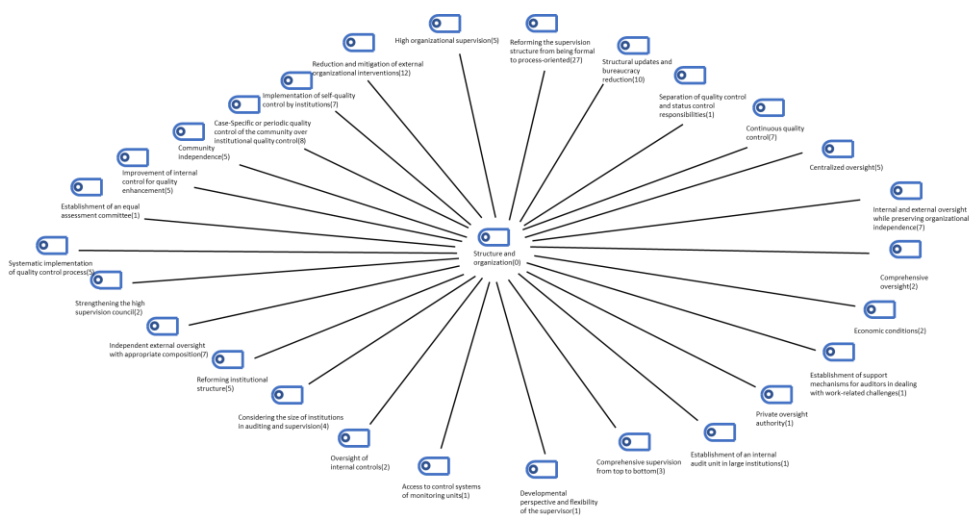 High organizational supervision(5)
Reforming the supervision
structure from being formal
to process-oriented(27)
Structural updates and
bureaucracy
reduction(10)
Reduction and mitigation of external
organizational interventions(12)
Separation of quality control
and status control
responsibilities(1)
Implementation of self-quality
control by institutions(7)
Case-Specific or periodic quality
control of the community over
institutional quality control(8)
Continuous quality
control(7)
Community
independence(5)
Centralized oversight(5)
Improvement of internal
control for quality
enhancement(5)
Establishment of an equal
assessment committee(1)
Internal and external oversight
while preserving organizational
independence(7)
Structure and
organization(0)
Systematic implementation
of quality control process(5)
Comprehensive
oversight(2)
Strengthening the high
supervision council(2)
Economic conditions(2)
Independent external oversight
with appropriate composition(7)
Establishment of support
mechanisms for auditors in dealing
with work-related challenges(1)
Reforming institutional
structure(5)
Private oversight
authority(1)
Considering the size of institutions
in auditing and supervision(4)
Establishment of an internal
audit unit in large institutions(1)
Oversight of
internal controls(2)
Comprehensive supervision
from top to bottom(3)
Access to control systems
of monitoring units(1)
Developmental
perspective and flexibility
of the supervisor(1)